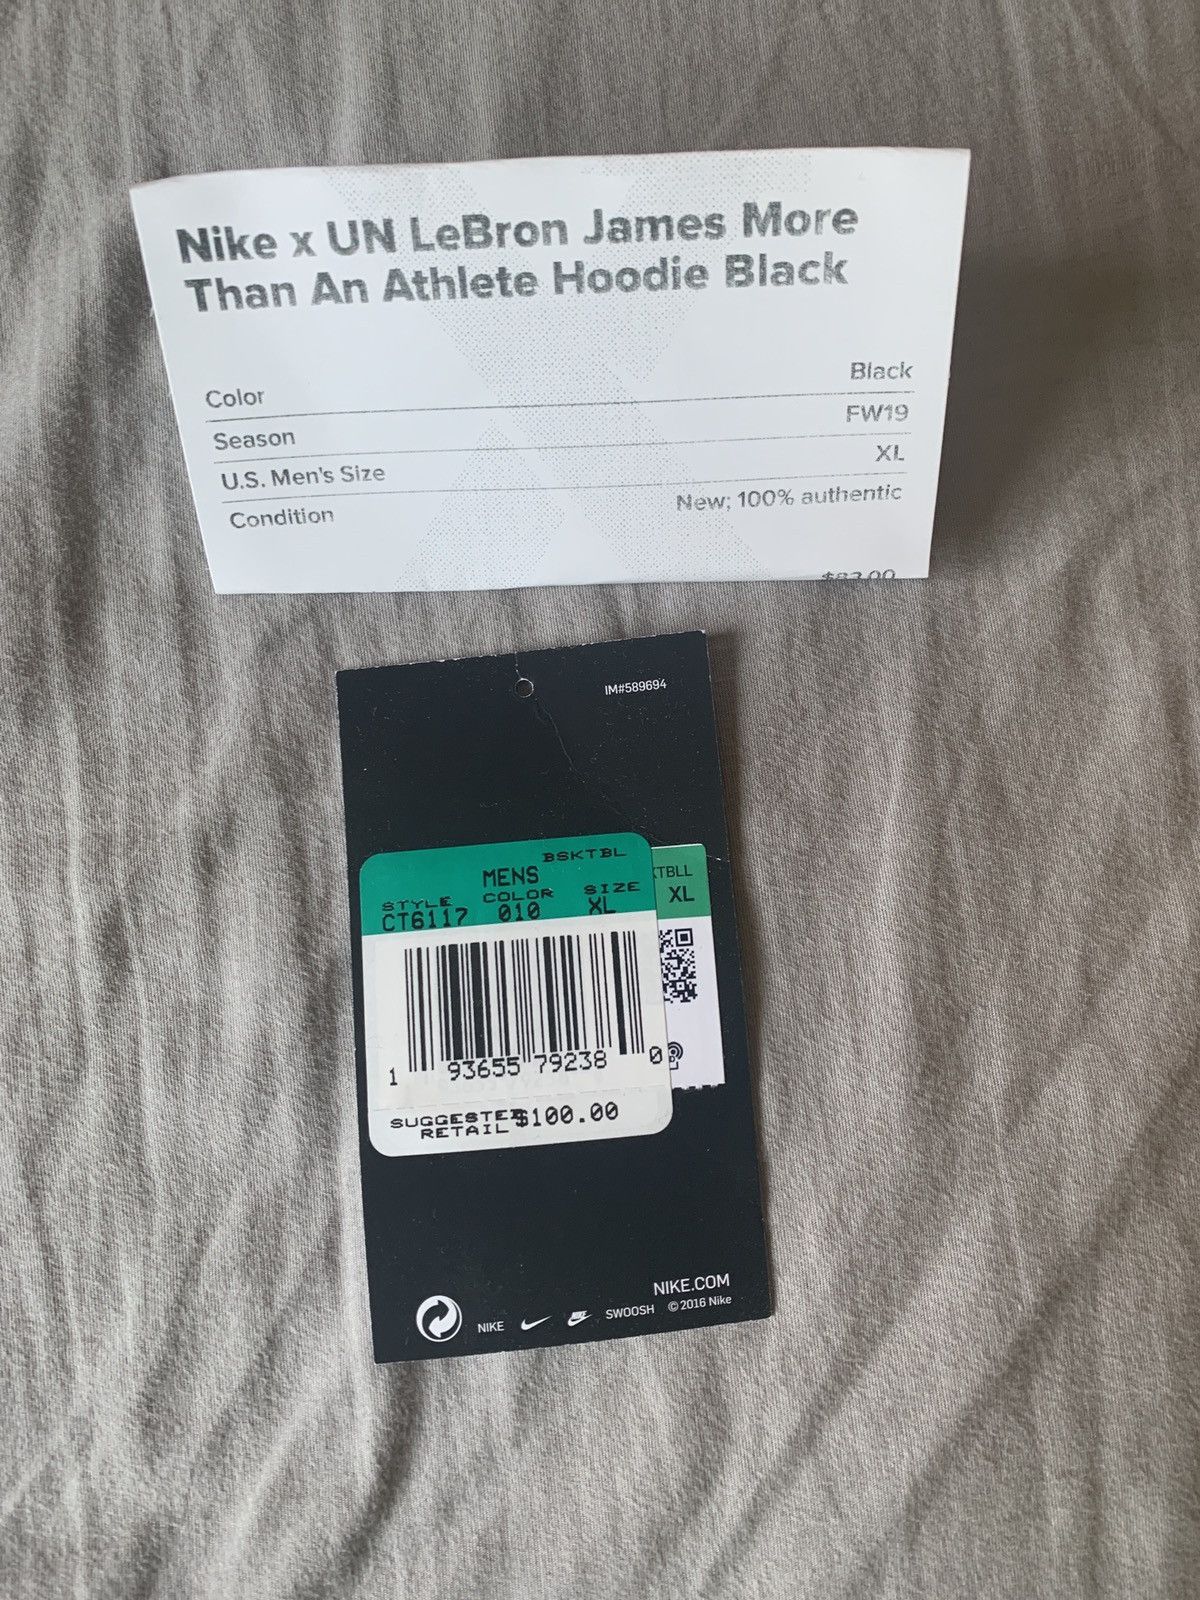 Nike x UN LeBron James More
Than An Athlete Hoodie Black
Color Black
Season FW19
U.S. Men's Size XL
Condition New; 100% authentic
IM#589694
BSKTBL
MENS
STYLE COLOR SIZE
CT6117 010 XL
XL
1 93655 79238 0
SUGGESTED $100.00
RETAIL
NIKE.COM
NIKE SWOOSH © 2016 Nike